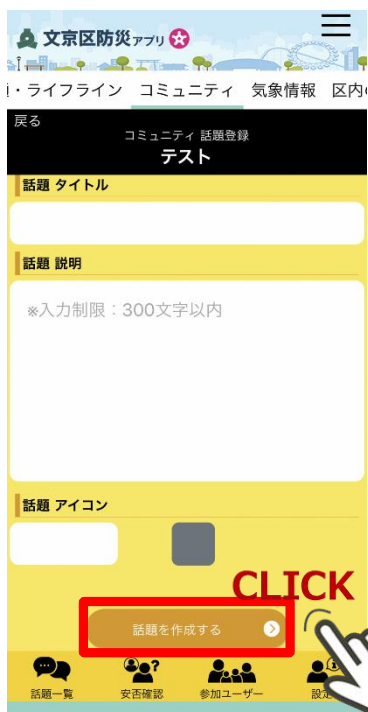 文京区防災アプリ
・ライフライン コミュニティ 気象情報 区内
戻る
コミュニティ 話題登録
テスト
話題 タイトル
話題 説明
※入力制限：300文字以内
話題 アイコン
CLICK
話題を作成する
話題一覧 安否確認 参加ユーザー 設定